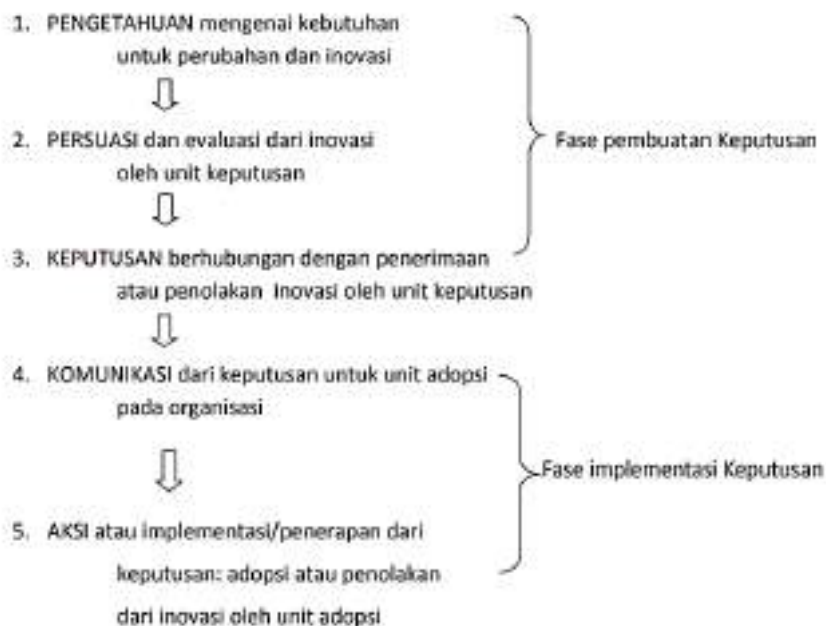 1. PENGETAHUAN mengenai kebutuhan
untuk perubahan dan inovasi
2. PERSUASI dan evaluasi dari inovasi
oleh unit keputusan
Fase pembuatan Keputusan
3. KEPUTUSAN berhubungan dengan penerimaan
atau penolakan inovasi oleh unit keputusan
4. KOMUNIKASI dari keputusan untuk unit adopsi
pada organisasi
Fase implementasi Keputusan
5. AKSI atau implementasi/penerapan dari
keputusan: adopsi atau penolakan
dari inovasi oleh unit adopsi